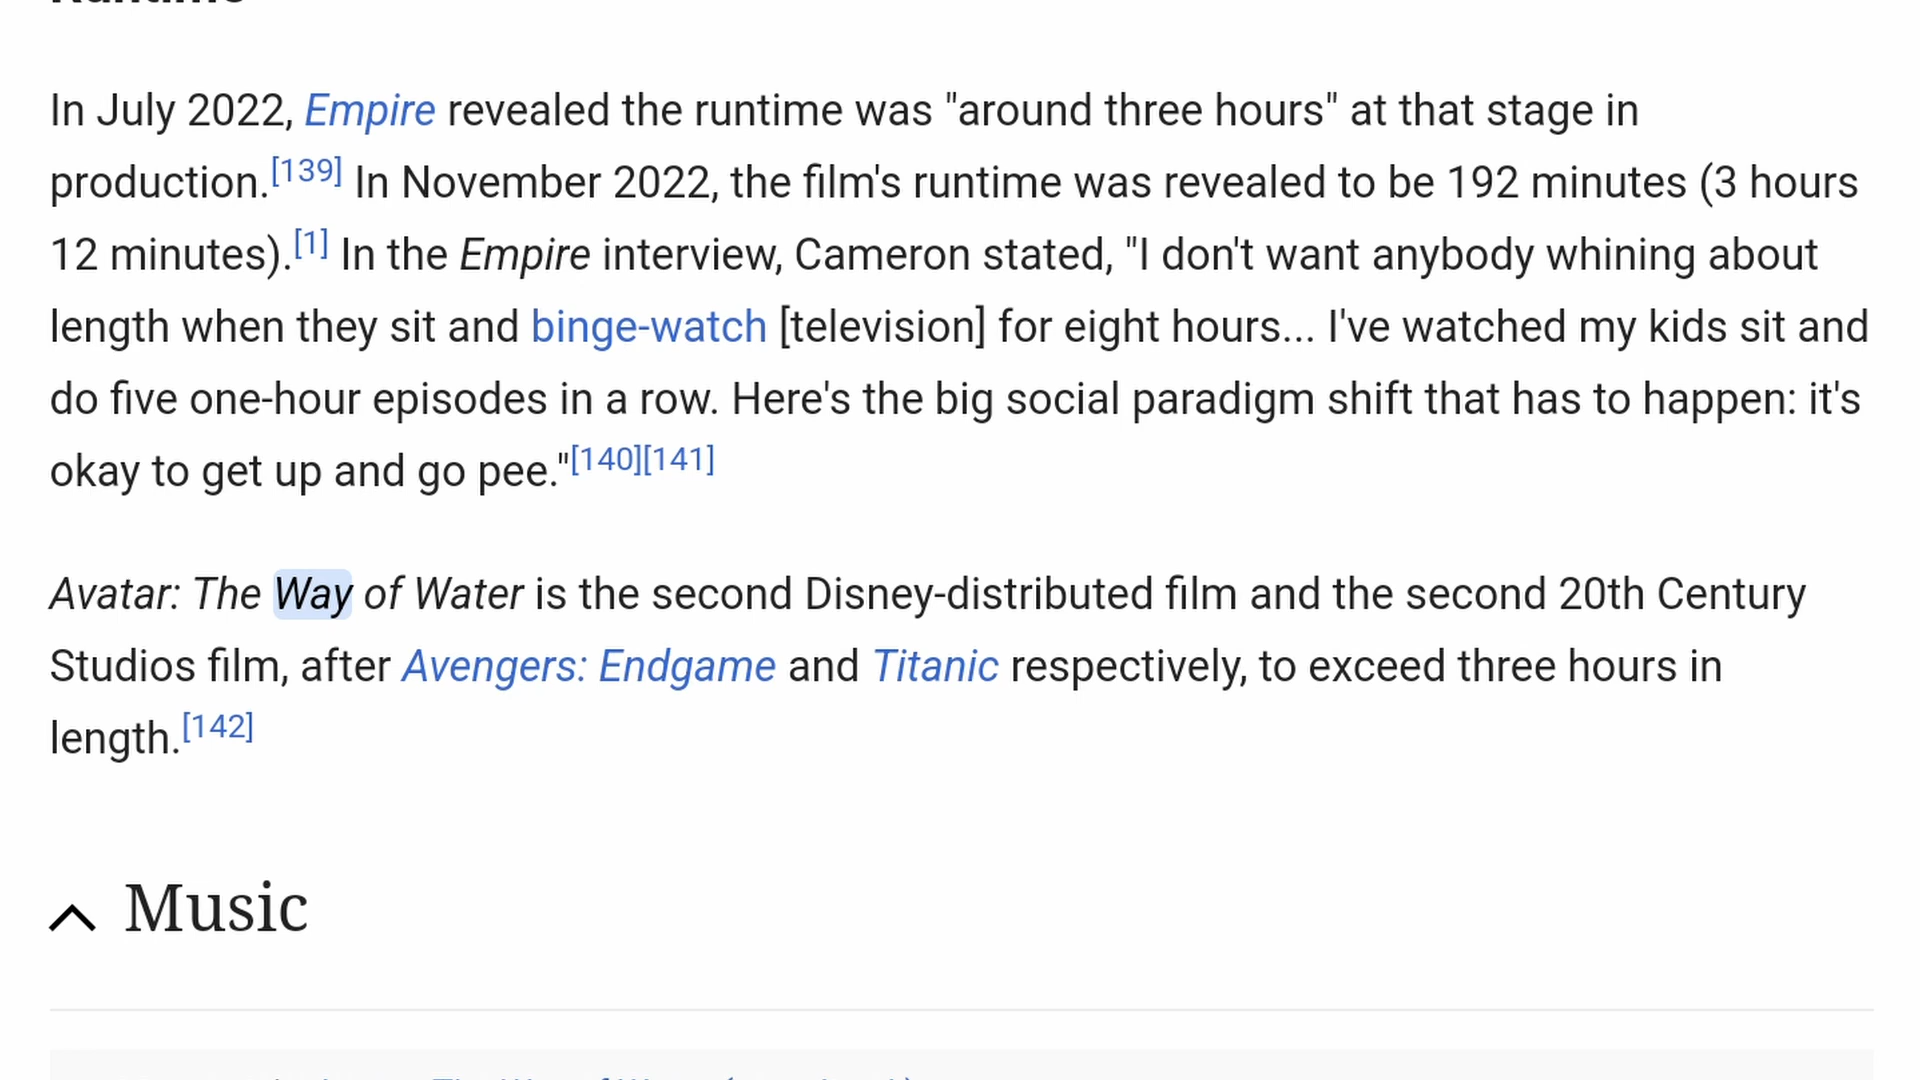 Runtime
In July 2022, Empire revealed the runtime was "around three hours" at that stage in
production.[139] In November 2022, the film's runtime was revealed to be 192 minutes (3 hours
12 minutes).[1] In the Empire interview, Cameron stated, "I don't want anybody whining about
length when they sit and binge-watch [television] for eight hours... I've watched my kids sit and
do five one-hour episodes in a row. Here's the big social paradigm shift that has to happen: it's
okay to get up and go pee."[140][141]
Avatar: The Way of Water is the second Disney-distributed film and the second 20th Century
Studios film, after Avengers: Endgame and Titanic respectively, to exceed three hours in
length.[142]
Music